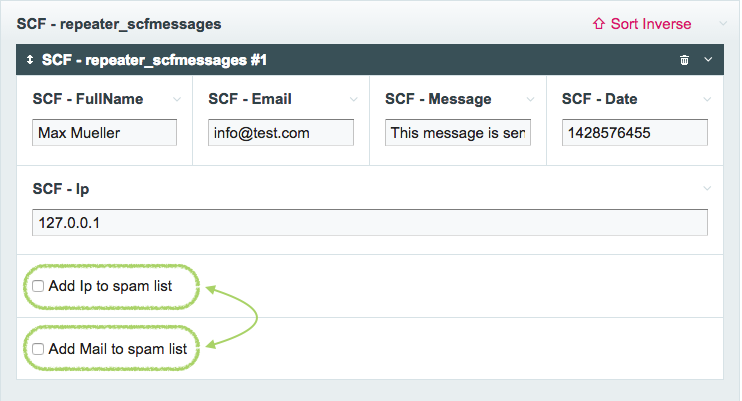 SCF - repeater_scfmessages Sort Inverse
SCF - repeater_scfmessages #1
SCF - FullName SCF - Email SCF - Message SCF - Date
Max Mueller info@test.com This message is sen 1428576455
SCF - Ip
127.0.0.1
Add Ip to spam list
Add Mail to spam list